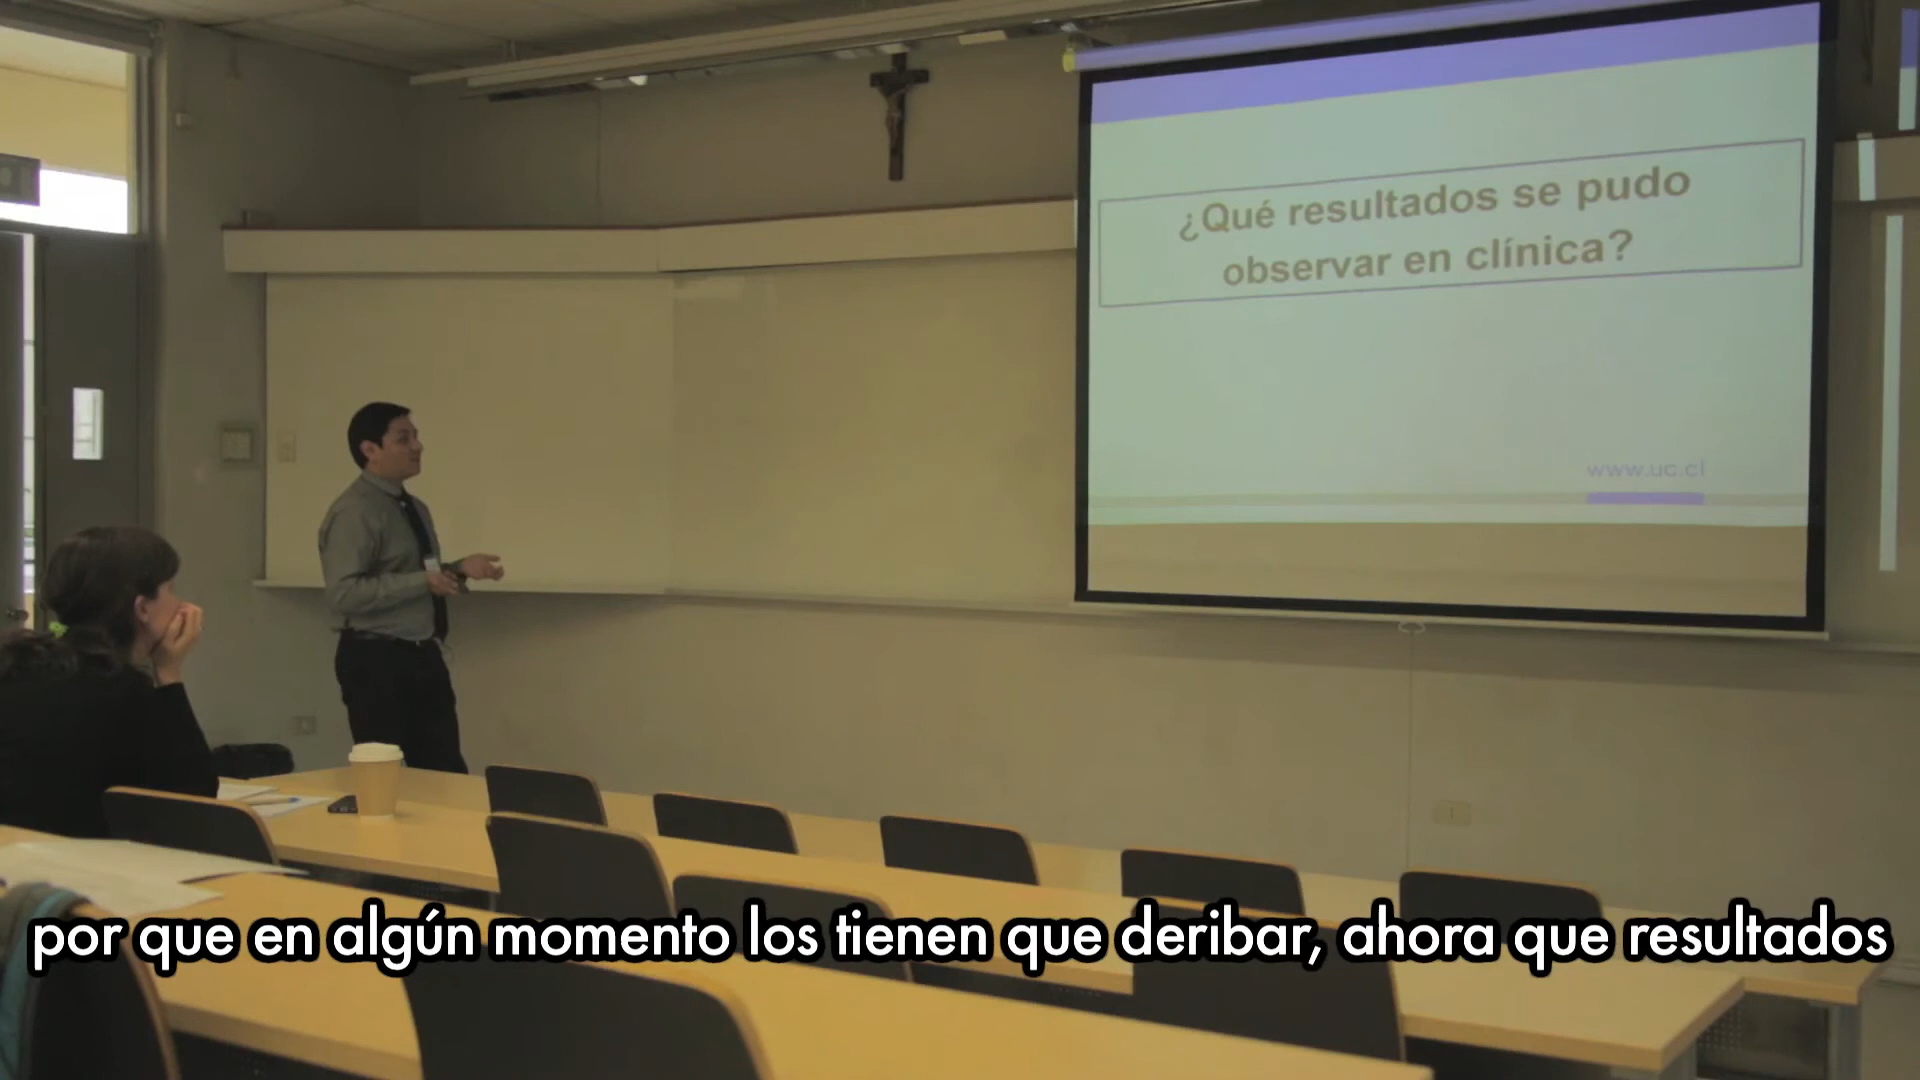 ¿Qué resultados se pudo
observar en clínica?
www.uc.cl
por que en algún momento los tienen que deribar, ahora que resultados